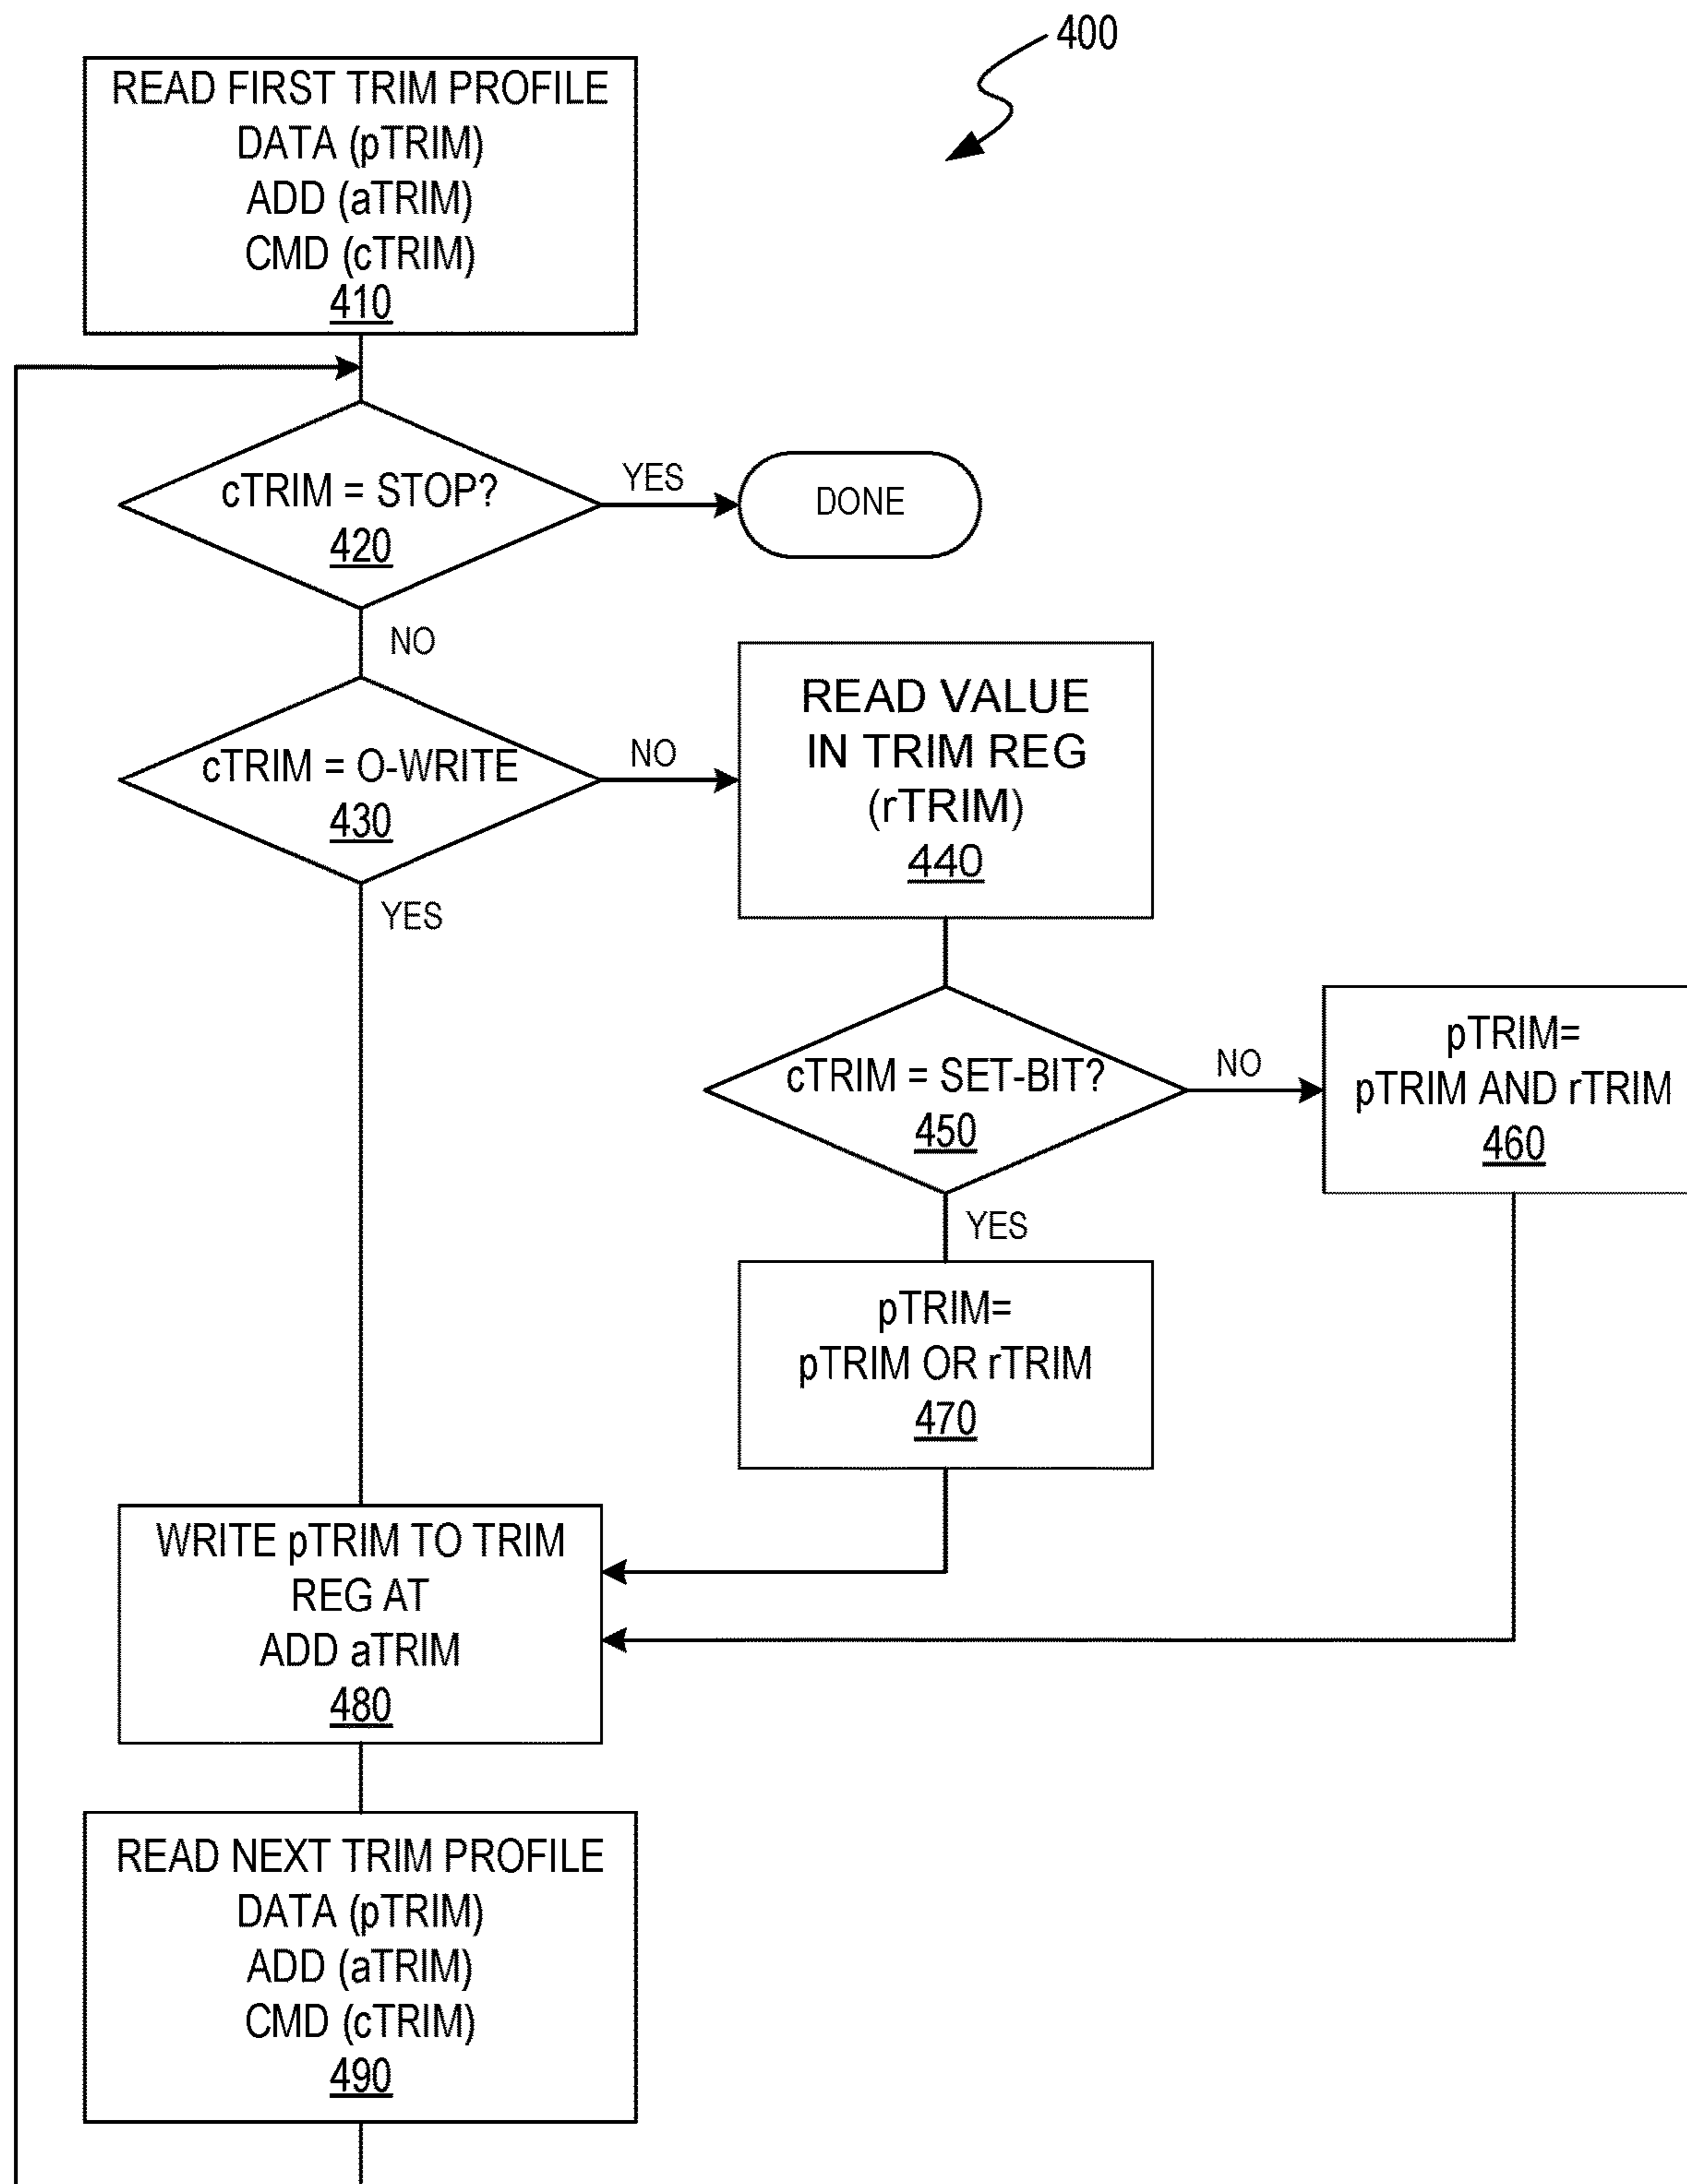 400
READ FIRST TRIM PROFILE
DATA (pTRIM)
ADD (aTRIM)
CMD (cTRIM)
410
cTRIM = STOP?
420
YES
DONE
NO
cTRIM = O-WRITE
430
NO
YES
READ VALUE
IN TRIM REG
(rTRIM)
440
cTRIM = SET-BIT?
450
NO
pTRIM=
pTRIM AND rTRIM
460
YES
pTRIM=
pTRIM OR rTRIM
470
WRITE pTRIM TO TRIM
REG AT
ADD aTRIM
480
READ NEXT TRIM PROFILE
DATA (pTRIM)
ADD (aTRIM)
CMD (cTRIM)
490